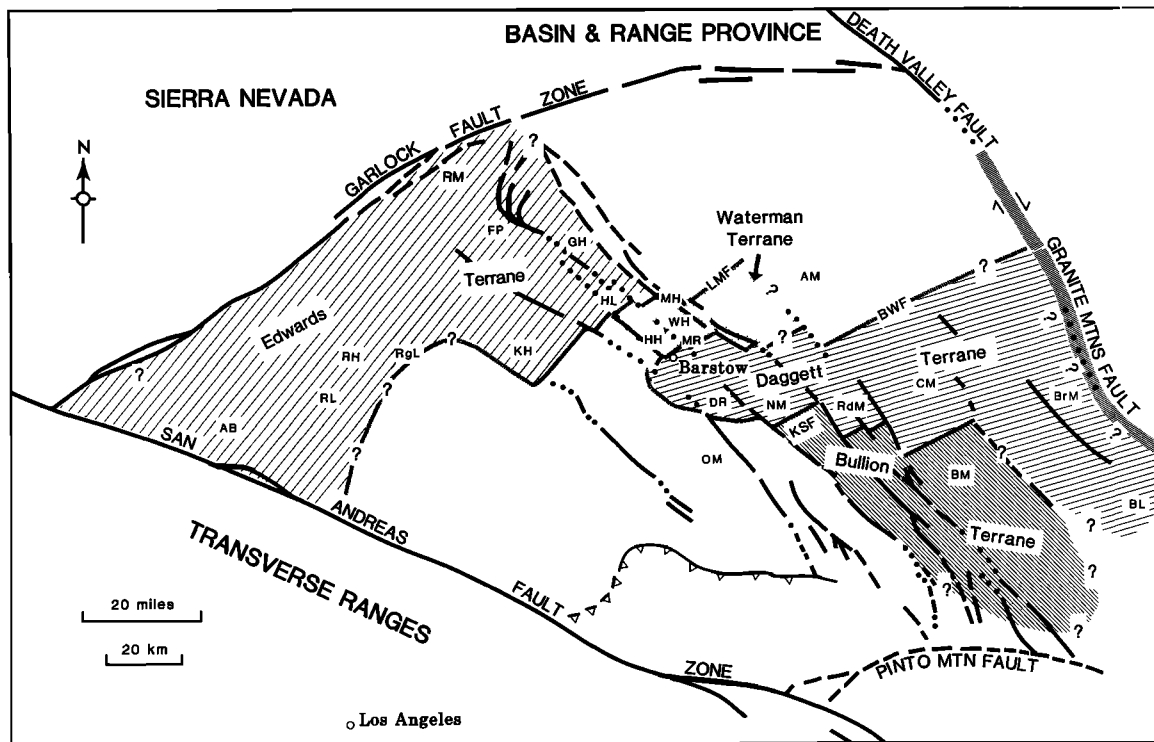 BASIN & RANGE PROVINCE
DEATH VALLEY FAULT
SIERRA NEVADA
GARLOCK FAULT ZONE
N
?
RM
FP
GH
Waterman
Terrane
AM
LMF
?
GRANITE MTNS FAULT
Terrane
HL
MH
WH
MR
HH
Barstow
?
BWF
?
?
Edwards
RH
RgL
?
KH
RL
Daggett
Terrane
CM
BrM
?
?
AB
?
?
DR
NM
RdM
KSF
Bullion
OM
BM
?
BL
?
Terrane
?
?
?
SAN ANDREAS FAULT ZONE
TRANSVERSE RANGES
20 miles
20 km
PINTO MTN FAULT
Los Angeles